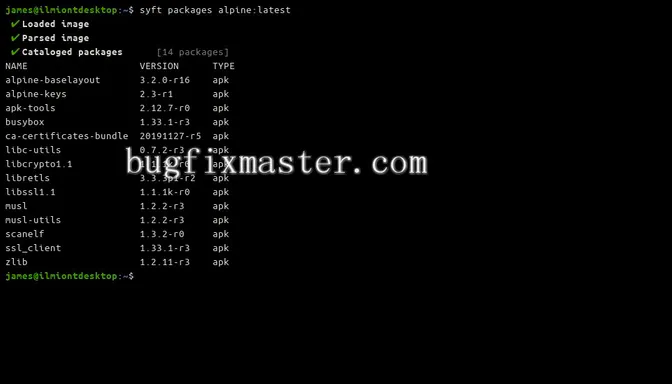 james@ilmiontdesktop:~$ syft packages alpine:latest
✔ Loaded image
✔ Parsed image
✔ Cataloged packages [14 packages]
NAME VERSION TYPE
alpine-baselayout 3.2.0-r16 apk
alpine-keys 2.3-r1 apk
apk-tools 2.12.7-r0 apk
busybox 1.33.1-r3 apk
ca-certificates-bundle 20191127-r5 apk
libc-utils 0.7.2-r3 apk
bugfixmaster.com
libcrypto1.1 apk
libretls 3.3.3p1-r2 apk
libssl1.1 1.1.1k-r0 apk
musl 1.2.2-r3 apk
musl-utils 1.2.2-r3 apk
scanelf 1.3.2-r0 apk
ssl_client 1.33.1-r3 apk
zlib 1.2.11-r3 apk
james@ilmiontdesktop:~$